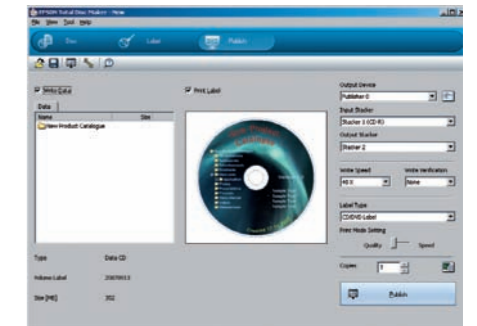 EPSON Total Disc Maker - New
File View Tool Help
Disc Label Publish
Write Data
Print Label
Data
Name Size
New Product Catalogue
New Product
Catalogue
Output Device
Publisher 0
Input Stacker
Stacker 1 (CD-R)
Output Stacker
Stacker 2
Write Speed Write Verification
48 X None
Label Type
CD/DVD Label
Print Mode Setting
Quality Speed
Type Data CD
Volume Label
Size [MB] 352
Copies 1
Publish